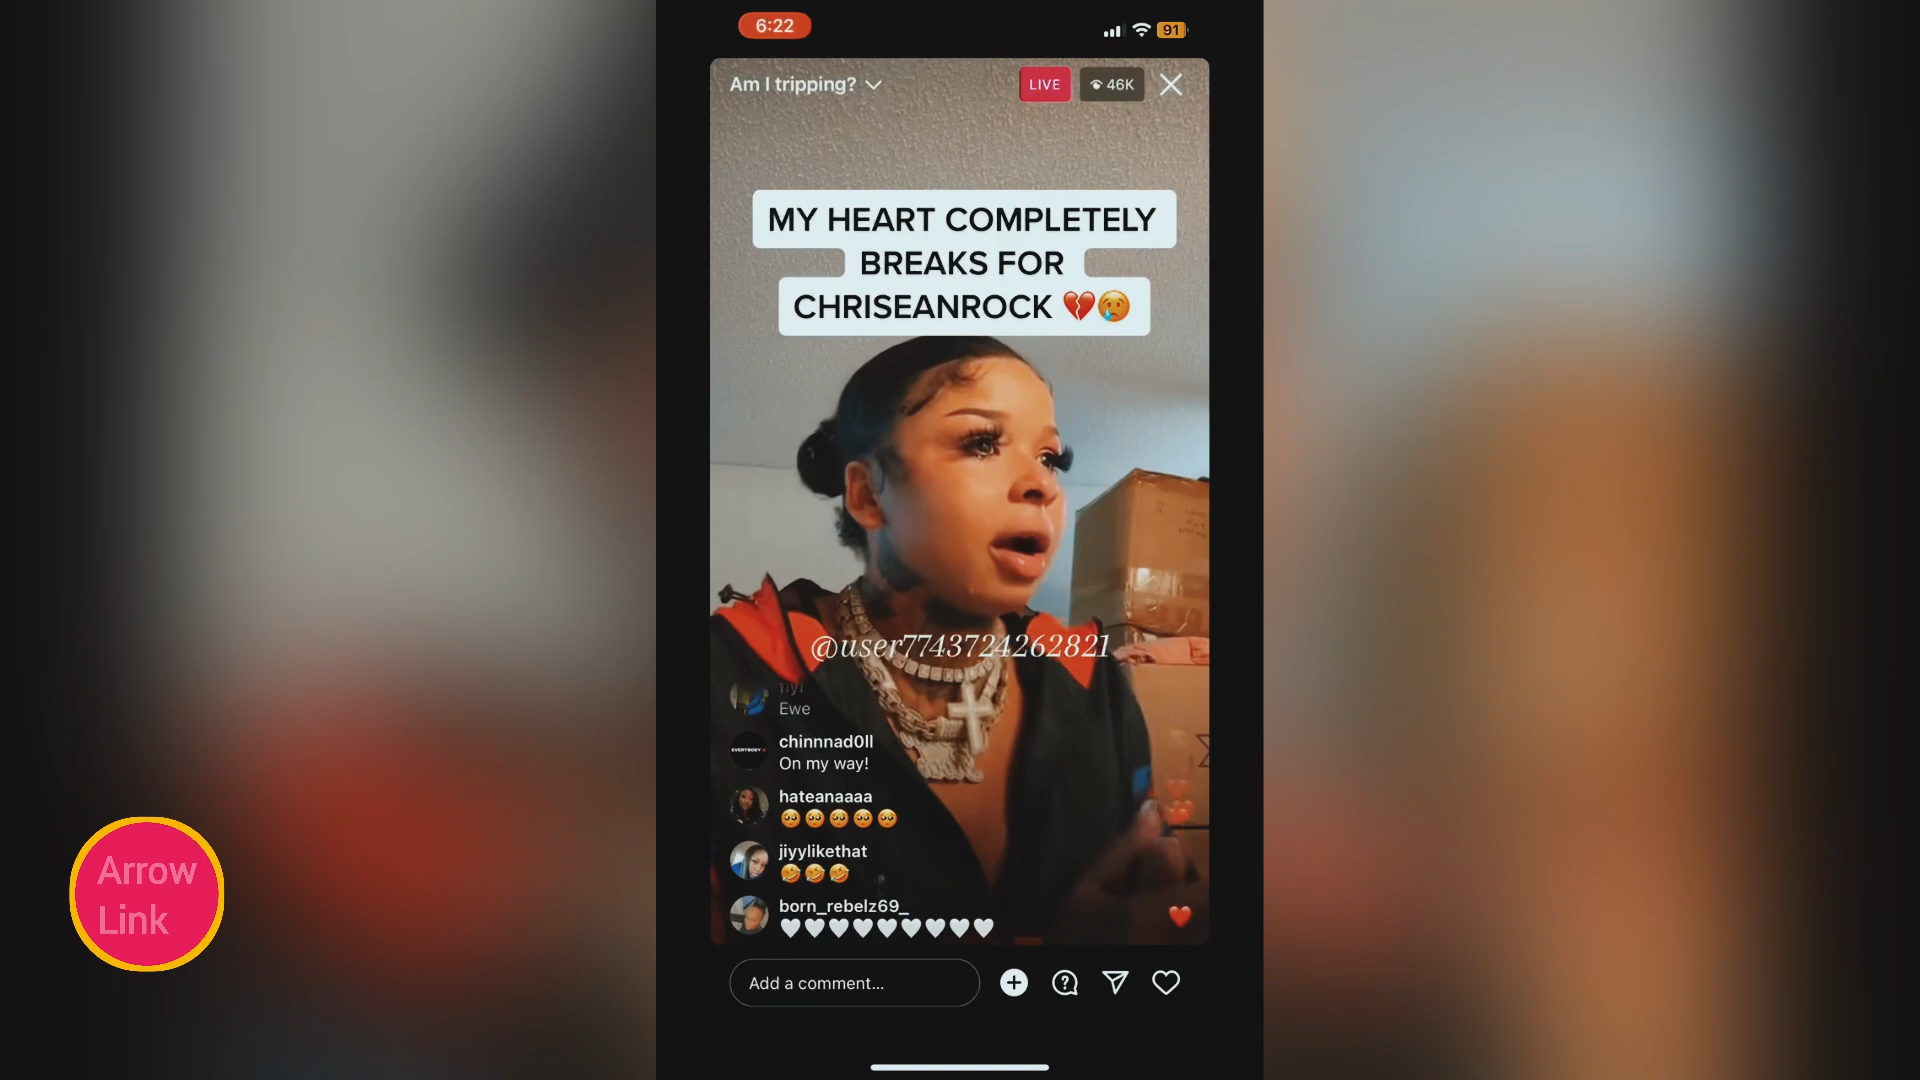 6:22
91
Am I tripping?
LIVE
46K
MY HEART COMPLETELY
BREAKS FOR
CHRISEANROCK 💔😢
@user7743724262821
Ewe
EVERYBODY
chinnnad0ll
On my way!
hateanaaaa
🥺🥺🥺🥺🥺
jiyylikethat
🤣🤣🤣
born_rebelz69_
🤍🤍🤍🤍🤍🤍🤍🤍🤍
Arrow
Link
Add a comment...